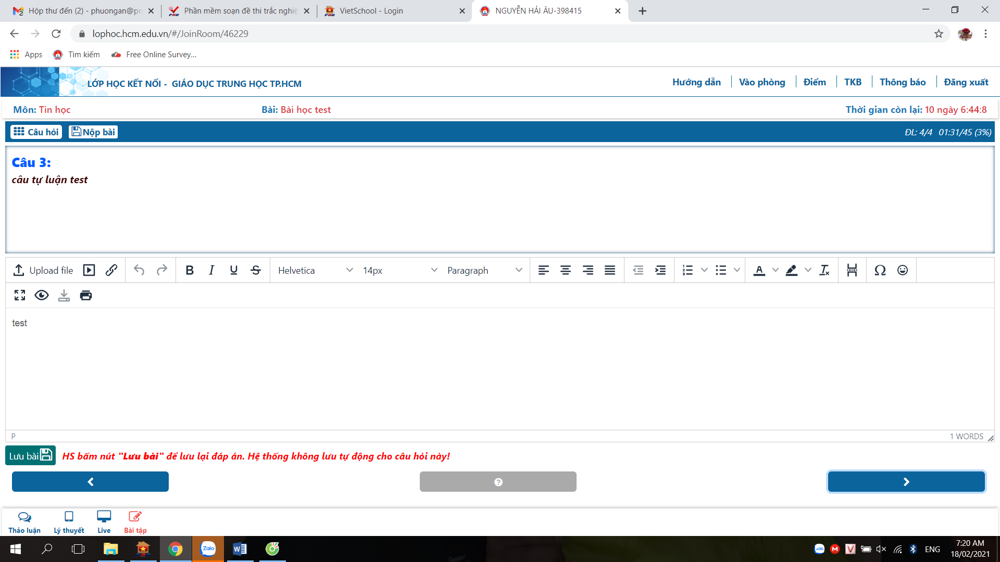 Hộp thư đến (2) - phuongan@pr
Phần mềm soạn đề thi trắc nghiệ
VietSchool - Login
NGUYỄN HẢI ÂU-398415
lophoc.hcm.edu.vn/#/JoinRoom/46229
Apps
Tìm kiếm
Free Online Survey...
LỚP HỌC KẾT NỐI - GIÁO DỤC TRUNG HỌC TP.HCM
Hướng dẫn
Vào phòng
Điểm
TKB
Thông báo
Đăng xuất
Môn: Tin học
Bài: Bài học test
Thời gian còn lại: 10 ngày 6:44:8
Câu hỏi
Nộp bài
ĐL: 4/4 01:31/45 (3%)
Câu 3:
câu tự luận test
Upload file
Helvetica
14px
Paragraph
test
P
1 WORDS
Lưu bài
HS bấm nút "Lưu bài" để lưu lại đáp án. Hệ thống không lưu tự động cho câu hỏi này!
Thảo luận
Lý thuyết
Live
Bài tập
Zalo
ENG
7:20 AM
18/02/2021